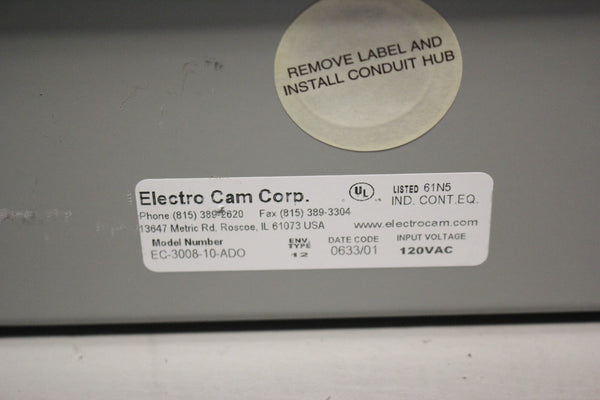 REMOVE LABEL AND
INSTALL CONDUIT HUB
Electro Cam Corp.
UL LISTED 61N5
IND. CONT.EQ.
Phone (815) 389-2620 Fax (815) 389-3304
13647 Metric Rd, Roscoe, IL 61073 USA www.electrocam.com
Model Number ENV. TYPE DATE CODE INPUT VOLTAGE
EC-3008-10-ADO 12 0633/01 120VAC